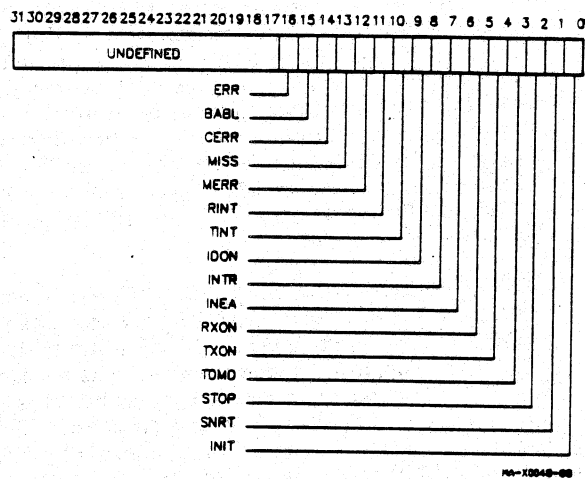 31 30 29 28 27 26 25 24 23 22 21 20 19 18 17 16 15 14 13 12 11 10 9 8 7 6 5 4 3 2 1 0
UNDEFINED
ERR
BABL
CERR
MISS
MERR
RINT
TINT
IDON
INTR
INEA
RXON
TXON
TDMD
STOP
SNRT
INIT